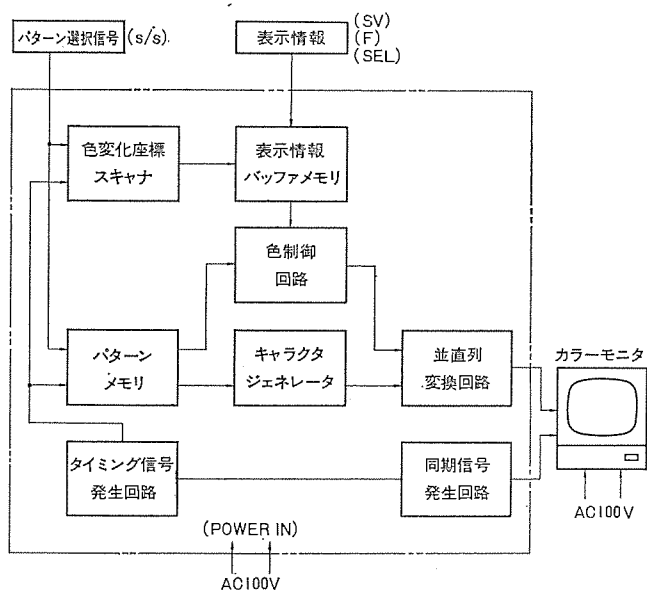 パターン選択信号 (s/s)
表示情報
(SV)
(F)
(SEL)
色変化座標
スキャナ
表示情報
バッファメモリ
色制御
回路
パターン
メモリ
キャラクタ
ジェネレータ
並直列
変換回路
カラーモニタ
タイミング信号
発生回路
同期信号
発生回路
AC100V
(POWER IN)
AC100V